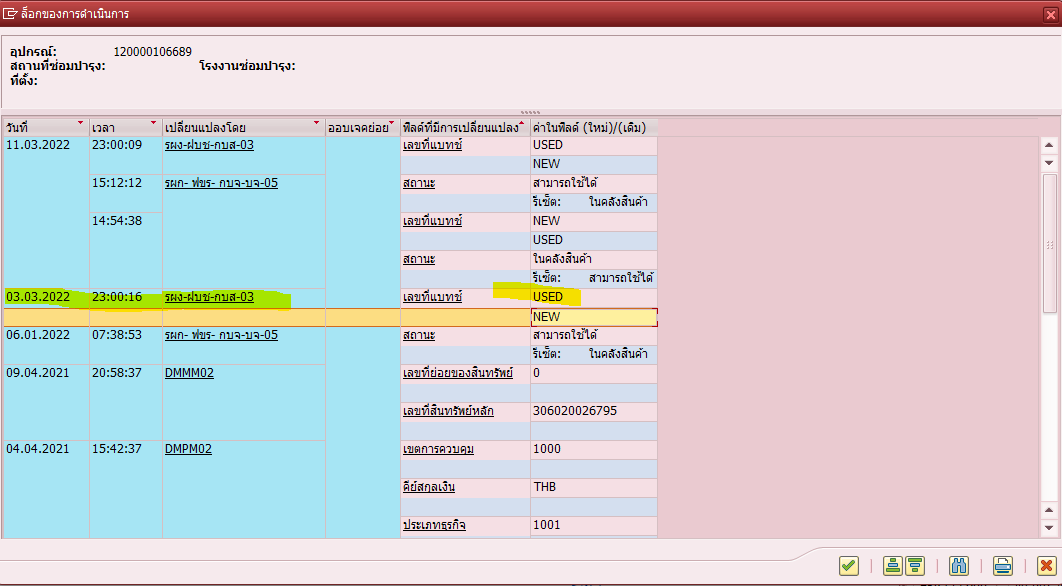 ล็อกของการดำเนินการ
อุปกรณ์: 120000106689
สถานที่ซ่อมบำรุง: โรงงานซ่อมบำรุง:
ที่ตั้ง:
วันที่ เวลา เปลี่ยนแปลงโดย ออบเจคย่อย ฟิลด์ที่มีการเปลี่ยนแปลง ค่าในฟิลด์ (ใหม่)/(เดิม)
11.03.2022 23:00:09 รผง-ฝบช-กบส-03 เลขที่แบทช์ USED
NEW
15:12:12 รผก- ฟขร- กบจ-บจ-05 สถานะ สามารถใช้ได้
รีเซ็ต: ในคลังสินค้า
14:54:38 เลขที่แบทช์ NEW
USED
สถานะ ในคลังสินค้า
รีเซ็ต: สามารถใช้ได้
03.03.2022 23:00:16 รผง-ฝบช-กบส-03 เลขที่แบทช์ USED
NEW
06.01.2022 07:38:53 รผก- ฟขร- กบจ-บจ-05 สถานะ สามารถใช้ได้
รีเซ็ต: ในคลังสินค้า
09.04.2021 20:58:37 DMMM02 เลขที่ย่อยของสินทรัพย์ 0
เลขที่สินทรัพย์หลัก 306020026795
04.04.2021 15:42:37 DMPM02 เขตการควบคุม 1000
คีย์สกุลเงิน THB
ประเภทธุรกิจ 1001